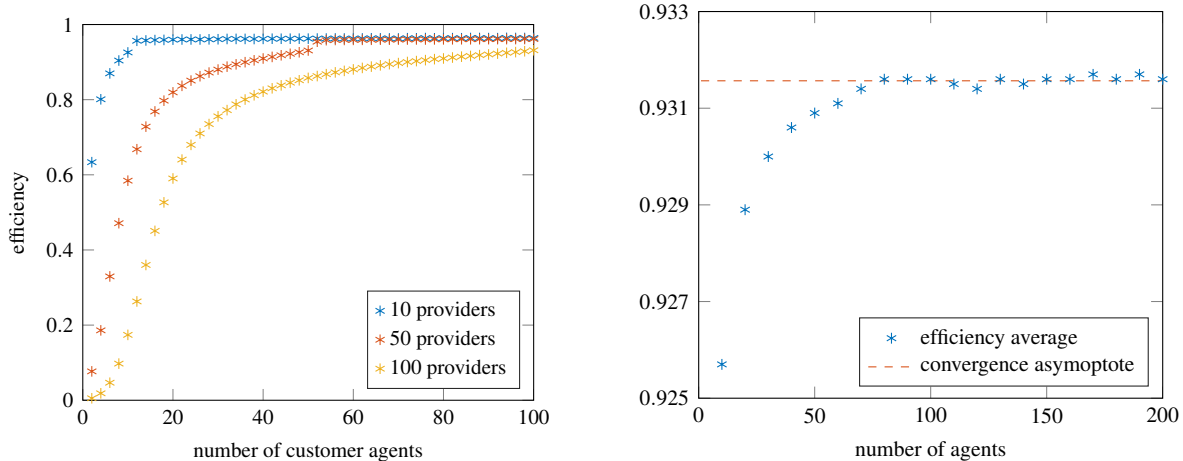 1
0.8
0.6
0.4
0.2
0
0
20
40
60
80
100
efficiency
number of customer agents
10 providers
50 providers
100 providers
0.933
0.931
0.929
0.927
0.925
0
50
100
150
200
number of agents
efficiency average
convergence asymoptote